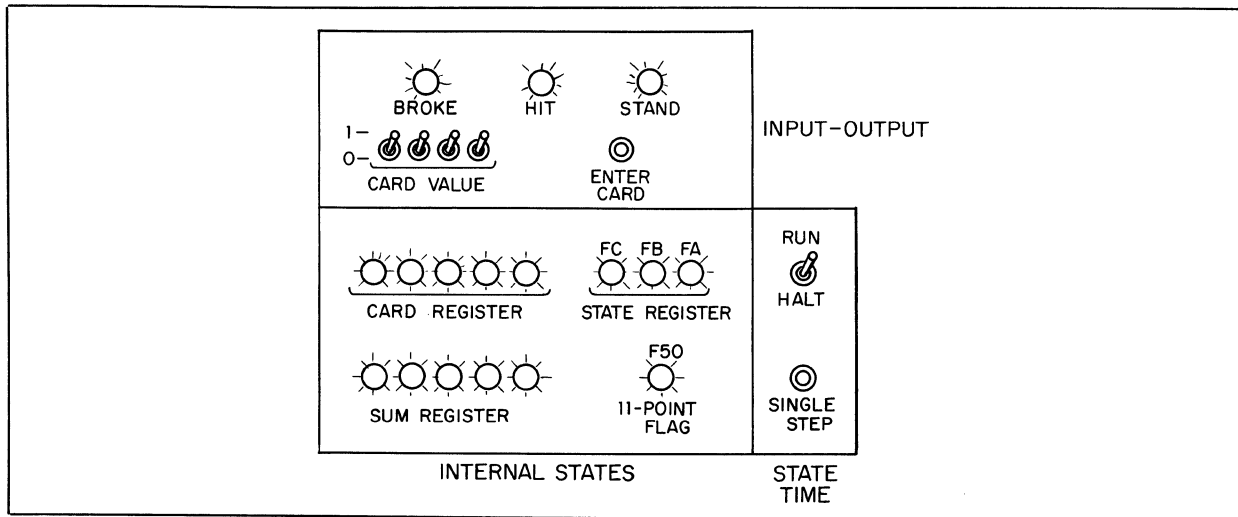 BROKE HIT STAND
1-
0-
CARD VALUE
ENTER
CARD
INPUT-OUTPUT
FC FB FA
CARD REGISTER
STATE REGISTER
RUN
HALT
SUM REGISTER
F50
11-POINT
FLAG
SINGLE
STEP
INTERNAL STATES
STATE
TIME